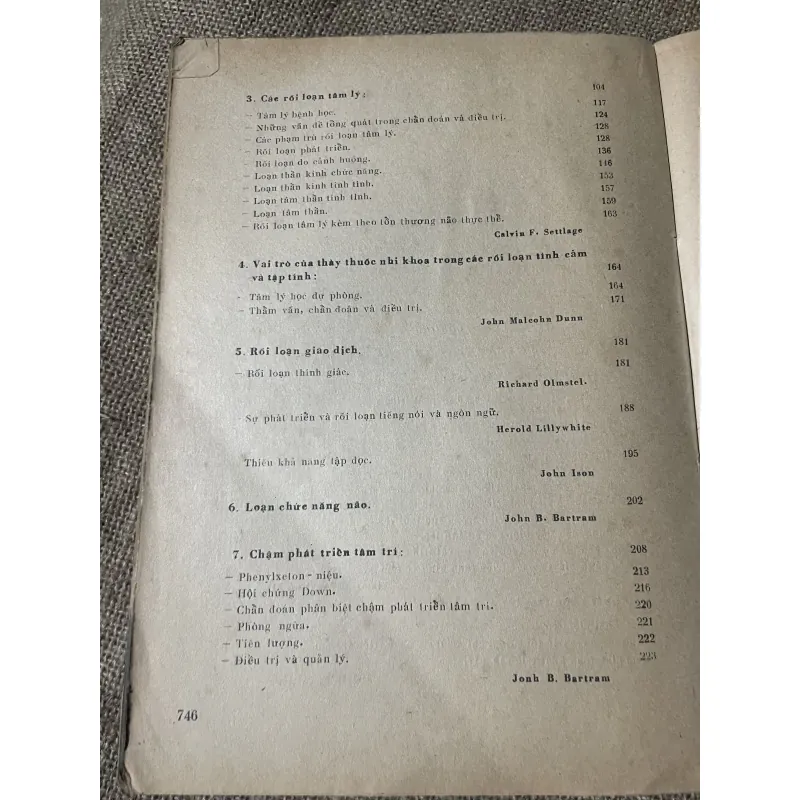 3. Các rối loạn tâm lý: 104
— Tâm lý bệnh học. 117
— Những vấn đề tổng quát trong chẩn đoán và điều trị. 124
— Các phạm trù rối loạn tâm lý. 128
— Rối loạn phát triển. 128
— Rối loạn do cảnh huống. 136
— Loạn thần kinh chức năng. 146
— Loạn thần kinh tính tình. 153
— Loạn tâm thần tính tình. 157
— Loạn tâm thần. 159
— Rối loạn tâm lý kèm theo tổn thương não thực thể. 163
Calvin F. Settlage
4. Vai trò của thày thuốc nhi khoa trong các rối loạn tình cảm
và tập tính: 164
- Tâm lý học dự phòng. 164
— Thăm vấn, chẩn đoán và điều trị. 171
John Malcohn Dunn
5. Rối loạn giao dịch. 181
— Rối loạn thính giác. 181
Richard Olmstel.
Sự phát triển và rối loạn tiếng nói và ngôn ngữ. 188
Herold Lillywhite
Thiếu khả năng tập đọc. 195
John Ison
6. Loạn chức năng não. 202
John B. Bartram
7. Chậm phát triển tâm trí: 208
— Phenylxeton - niệu. 213
— Hội chứng Down. 216
— Chẩn đoán phân biệt chậm phát triển tâm trí. 220
— Phòng ngừa. 221
— Tiên lượng. 222
— Điều trị và quản lý. 223
Jonh B. Bartram
746